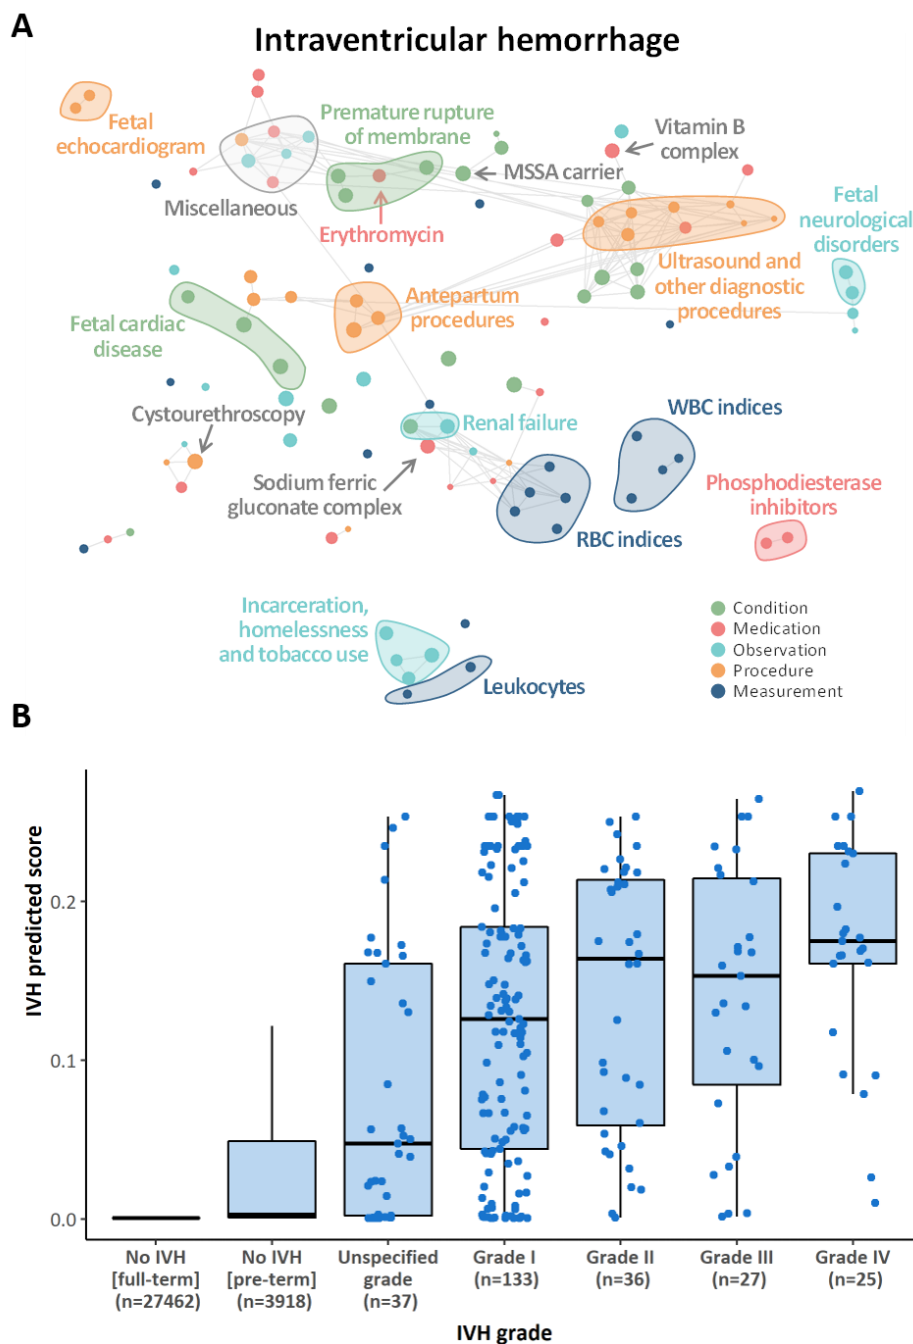 A
Intraventricular hemorrhage
Fetal
echocardiogram
Premature rupture
of membrane
Vitamin B
complex
MSSA carrier
Miscellaneous
Erythromycin
Fetal
neurological
disorders
Ultrasound and
other diagnostic
procedures
Antepartum
procedures
Fetal cardiac
disease
Cystourethroscopy
Renal failure
WBC indices
Sodium ferric
gluconate complex
Phosphodiesterase
inhibitors
RBC indices
Incarceration,
homelessness
and tobacco use
Leukocytes
Condition
Medication
Observation
Procedure
Measurement
B
IVH predicted score
0.2
0.1
0.0
No IVH
[full-term]
(n=27462)
No IVH
[pre-term]
(n=3918)
Unspecified
grade
(n=37)
Grade I
(n=133)
Grade II
(n=36)
Grade III
(n=27)
Grade IV
(n=25)
IVH grade